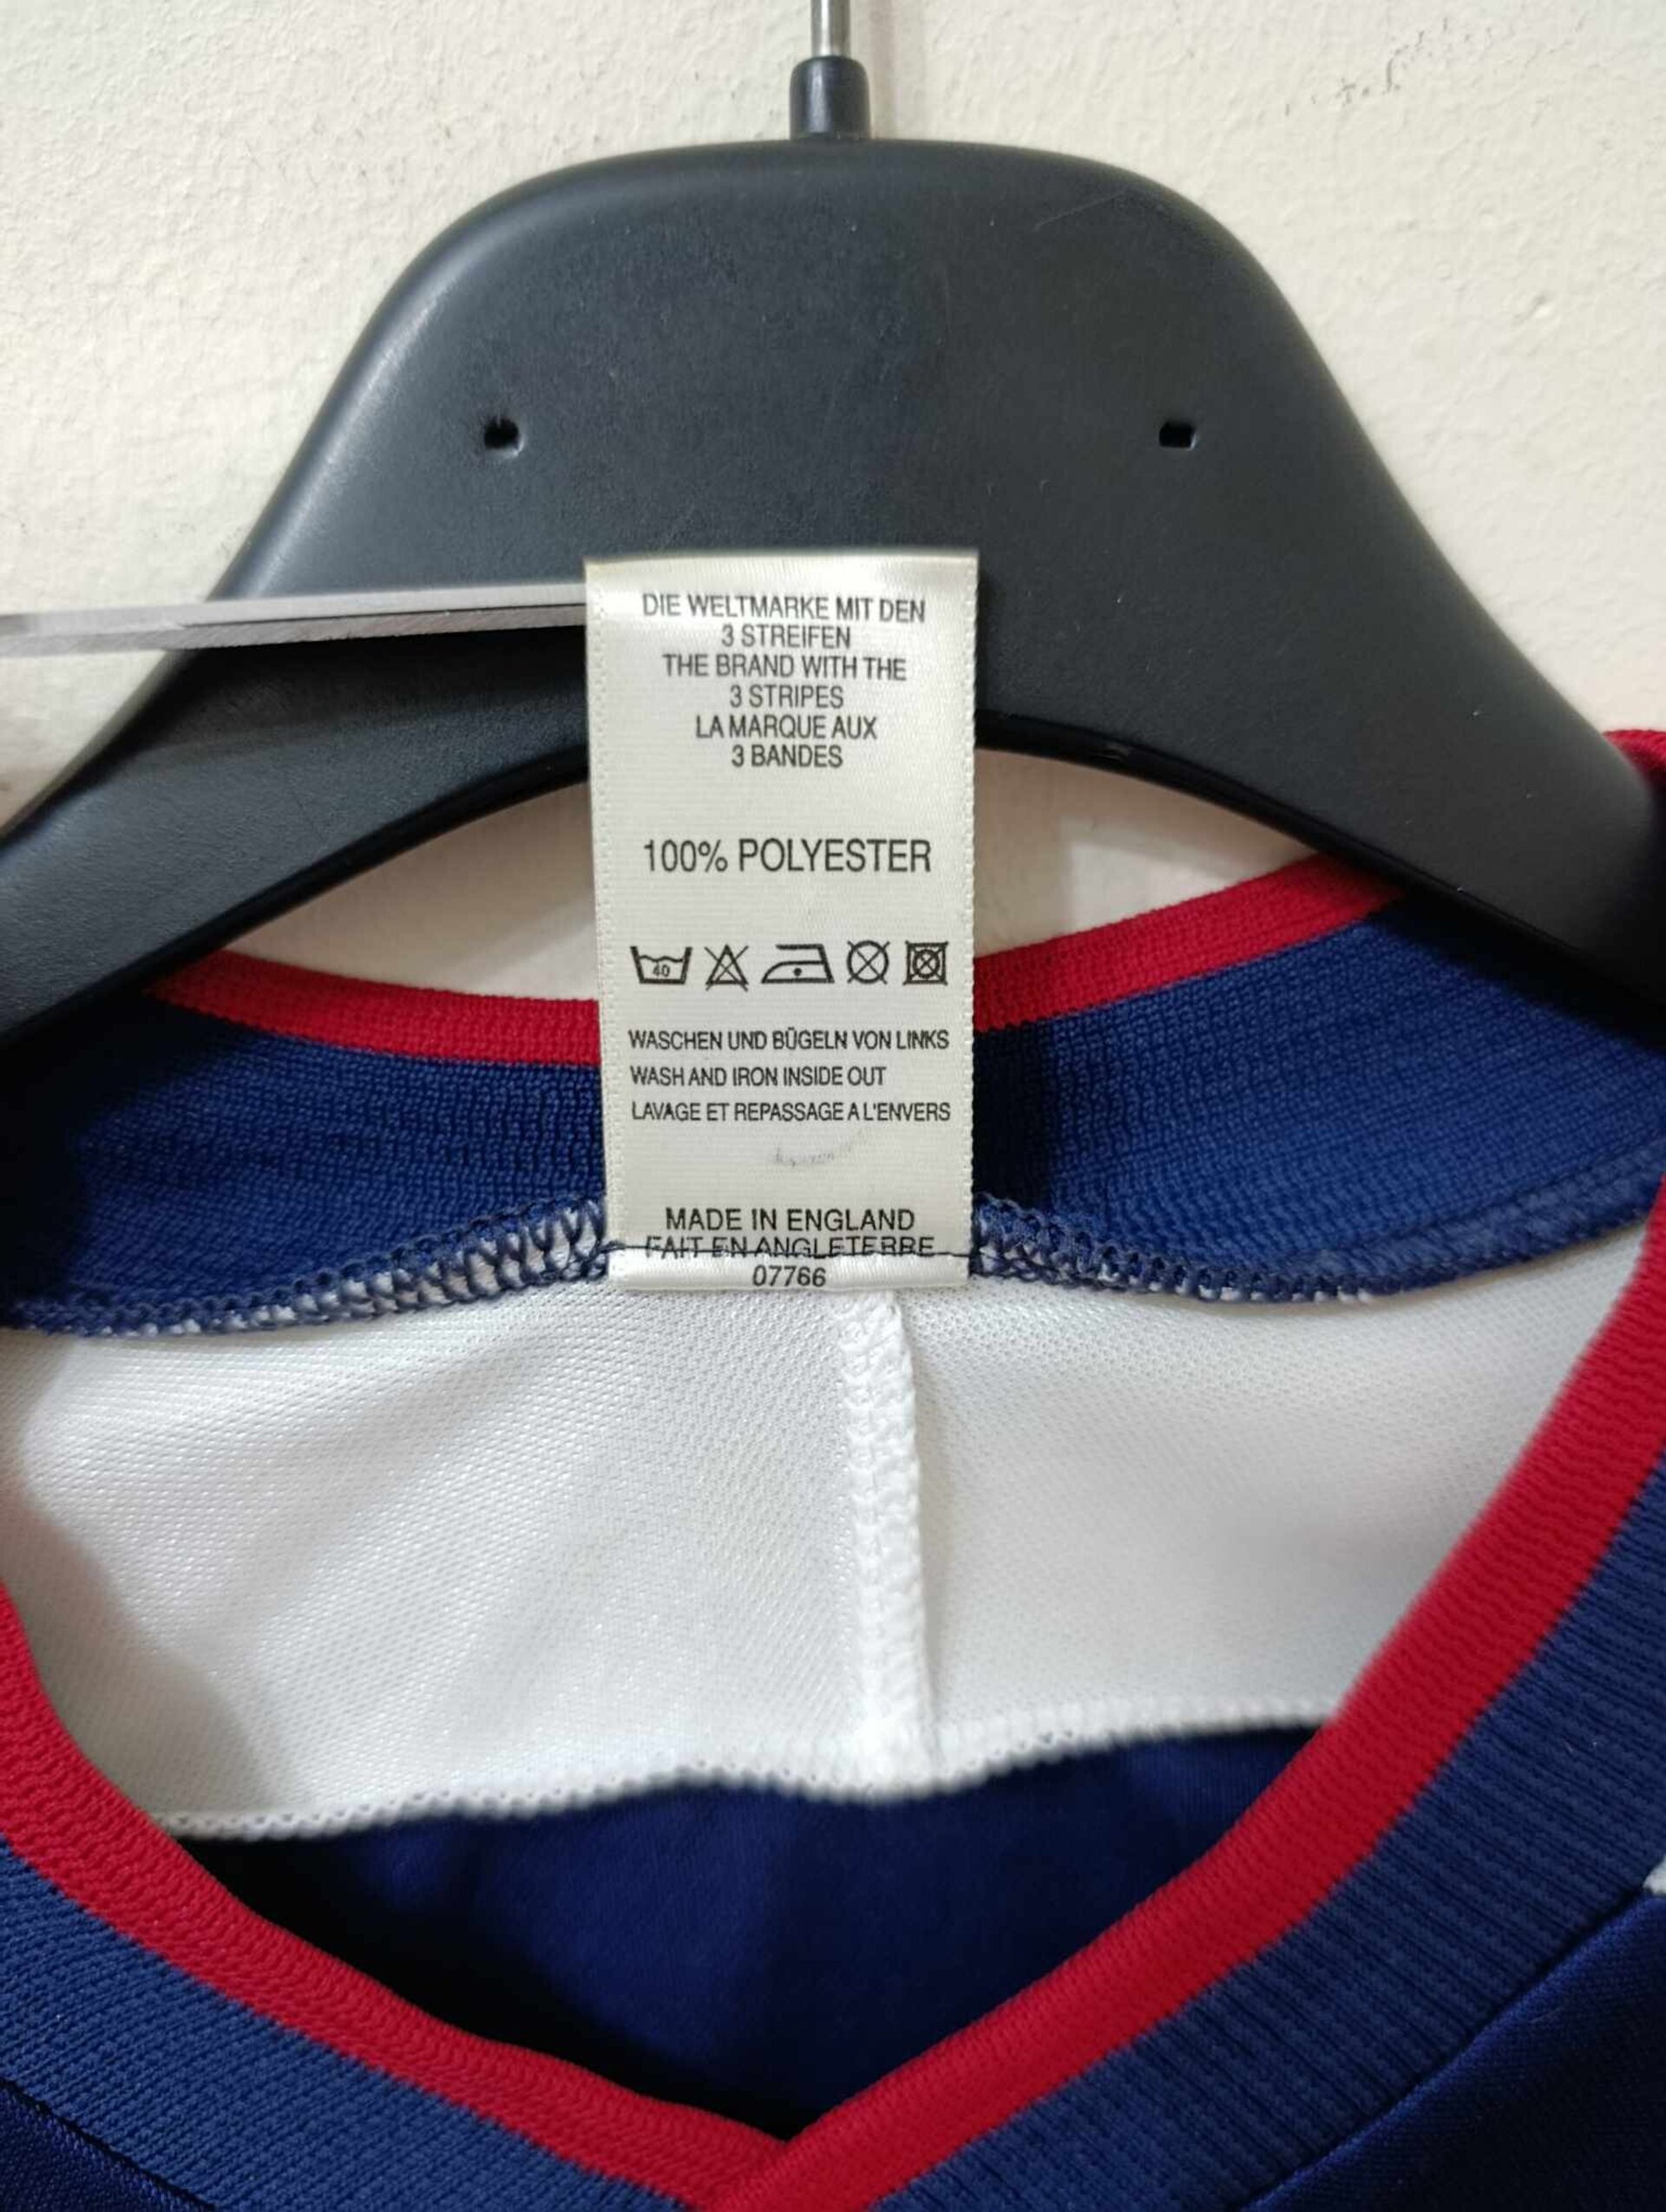 DIE WELTMARKE MIT DEN
3 STREIFEN
THE BRAND WITH THE
3 STRIPES
LA MARQUE AUX
3 BANDES
100% POLYESTER
40
WASCHEN UND BÜGELN VON LINKS
WASH AND IRON INSIDE OUT
LAVAGE ET REPASSAGE A L'ENVERS
MADE IN ENGLAND
FAIT EN ANGLETERRE
07766